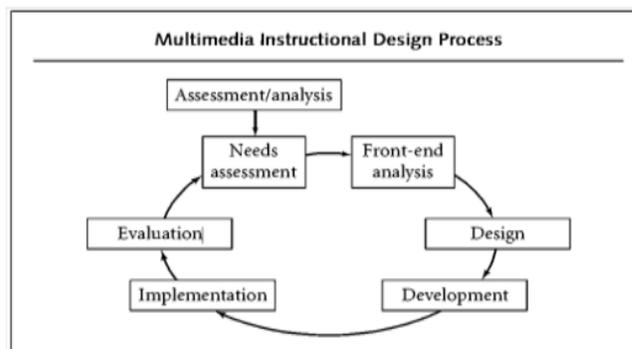 Multimedia Instructional Design Process
Assessment/analysis
Needs
assessment
Front-end
analysis
Evaluation
Design
Implementation
Development